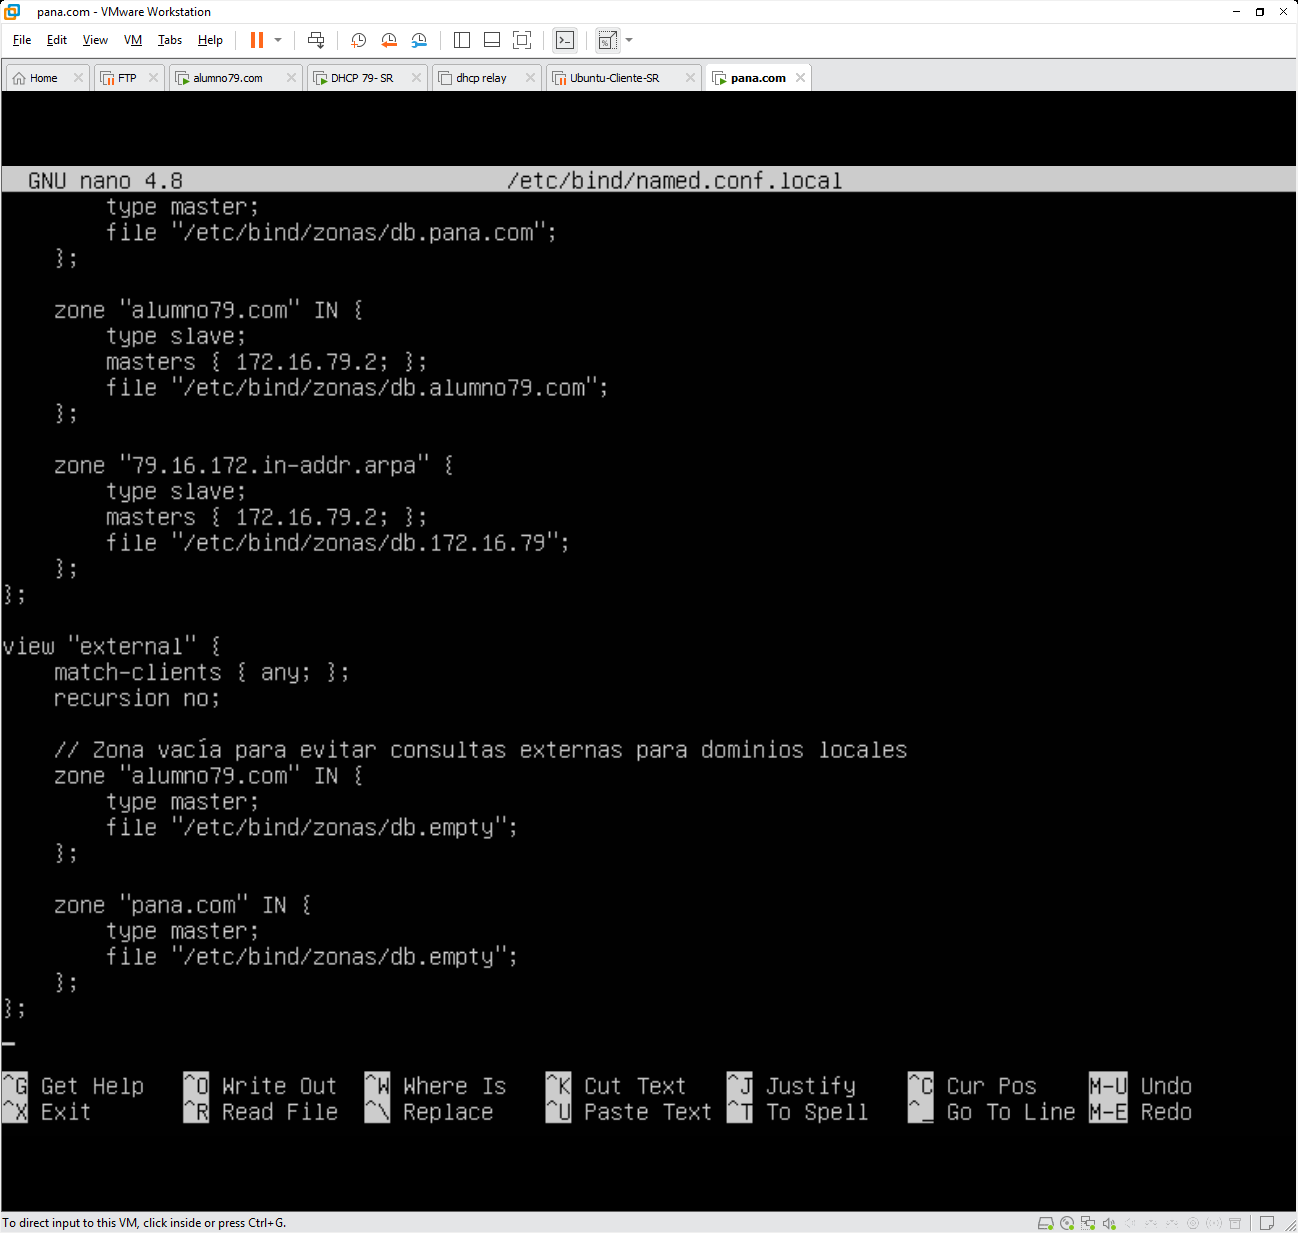 pana.com - VMware Workstation
File Edit View VM Tabs Help
Home FTP alumno79.com DHCP 79- SR dhcp relay Ubuntu-Cliente-SR pana.com
GNU nano 4.8 /etc/bind/named.conf.local
type master;
file "/etc/bind/zonas/db.pana.com";
};
zone "alumno79.com" IN {
type slave;
masters { 172.16.79.2; };
file "/etc/bind/zonas/db.alumno79.com";
};
zone "79.16.172.in-addr.arpa" {
type slave;
masters { 172.16.79.2; };
file "/etc/bind/zonas/db.172.16.79";
};
};
view "external" {
match-clients { any; };
recursion no;
// Zona vacía para evitar consultas externas para dominios locales
zone "alumno79.com" IN {
type master;
file "/etc/bind/zonas/db.empty";
};
zone "pana.com" IN {
type master;
file "/etc/bind/zonas/db.empty";
};
};
^G Get Help ^O Write Out ^W Where Is ^K Cut Text ^J Justify ^C Cur Pos M-U Undo
^X Exit ^R Read File ^\ Replace ^U Paste Text ^T To Spell ^_ Go To Line M-E Redo
To direct input to this VM, click inside or press Ctrl+G.